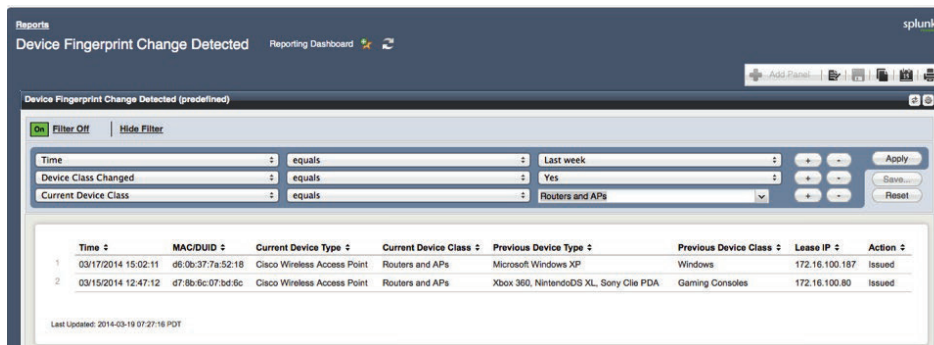 Reports
splunk
Device Fingerprint Change Detected Reporting Dashboard
Add Panel
Device Fingerprint Change Detected (predefined)
On Filter Off Hide Filter
Time equals Last week + - Apply
Device Class Changed equals Yes + - Save...
Current Device Class equals Routers and APs + - Reset
Time MAC/DUID Current Device Type Current Device Class Previous Device Type Previous Device Class Lease IP Action
1 03/17/2014 15:02:11 d6:0b:37:7a:52:18 Cisco Wireless Access Point Routers and APs Microsoft Windows XP Windows 172.16.100.187 Issued
2 03/15/2014 12:47:12 d7:8b:6c:07:bd:6c Cisco Wireless Access Point Routers and APs Xbox 360, NintendoDS XL, Sony Clie PDA Gaming Consoles 172.16.100.80 Issued
Last Updated: 2014-03-19 07:27:16 PDT